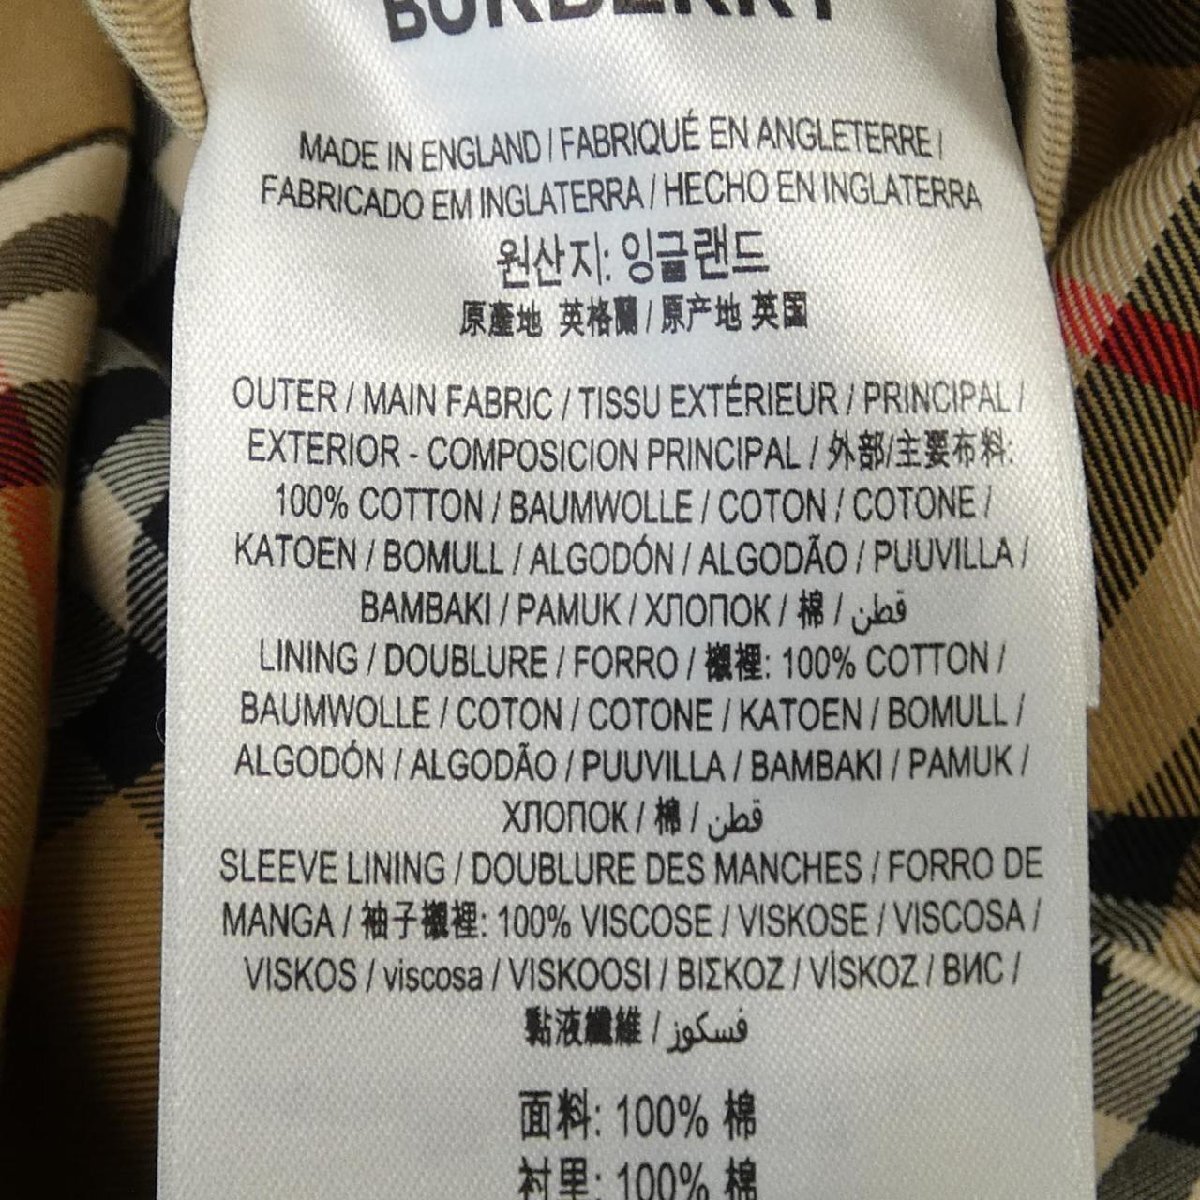 BURBERRY
MADE IN ENGLAND / FABRIQUÉ EN ANGLETERRE /
FABRICADO EM INGLATERRA / HECHO EN INGLATERRA
원산지: 잉글랜드
原產地 英格蘭 / 原产地 英国
OUTER / MAIN FABRIC / TISSU EXTÉRIEUR / PRINCIPAL /
EXTERIOR - COMPOSICION PRINCIPAL / 外部/主要布料:
100% COTTON / BAUMWOLLE / COTON / COTONE /
KATOEN / BOMULL / ALGODÓN / ALGODÃO / PUUVILLA /
BAMBAKI / PAMUK / ХЛОПОК / 棉 / قطن
LINING / DOUBLURE / FORRO / 襯裡: 100% COTTON /
BAUMWOLLE / COTON / COTONE / KATOEN / BOMULL /
ALGODÓN / ALGODÃO / PUUVILLA / BAMBAKI / PAMUK /
ХЛОПОК / 棉 / قطن
SLEEVE LINING / DOUBLURE DES MANCHES / FORRO DE
MANGA / 袖子襯裡: 100% VISCOSE / VISKOSE / VISCOSA /
VISKOS / viscosa / VISKOOSI / ΒΙΣΚΟΖ / VİSKOZ / ВИС /
黏液纖維 / فسكوز
面料: 100% 棉
衬里: 100% 棉